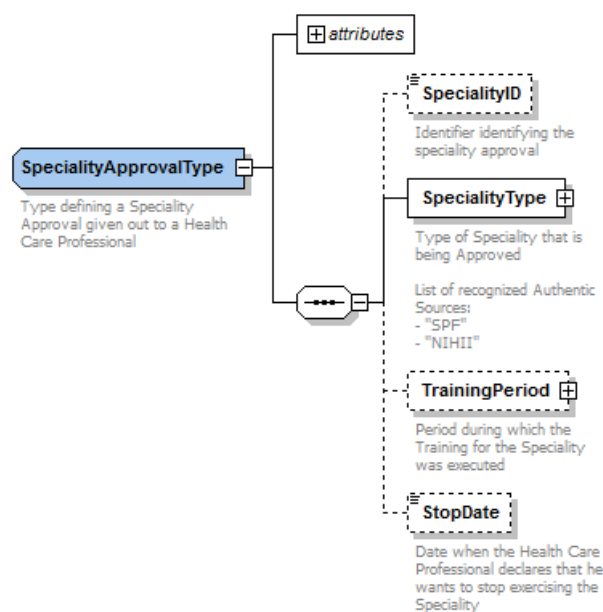 attributes
SpecialityID
Identifier identifying the
speciality approval
SpecialityApprovalType
Type defining a Speciality
Approval given out to a Health
Care Professional
SpecialityType
Type of Speciality that is
being Approved
List of recognized Authentic
Sources:
- "SPF"
- "NIHII"
TrainingPeriod
Period during which the
Training for the Speciality
was executed
StopDate
Date when the Health Care
Professional declares that he
wants to stop exercising the
Speciality